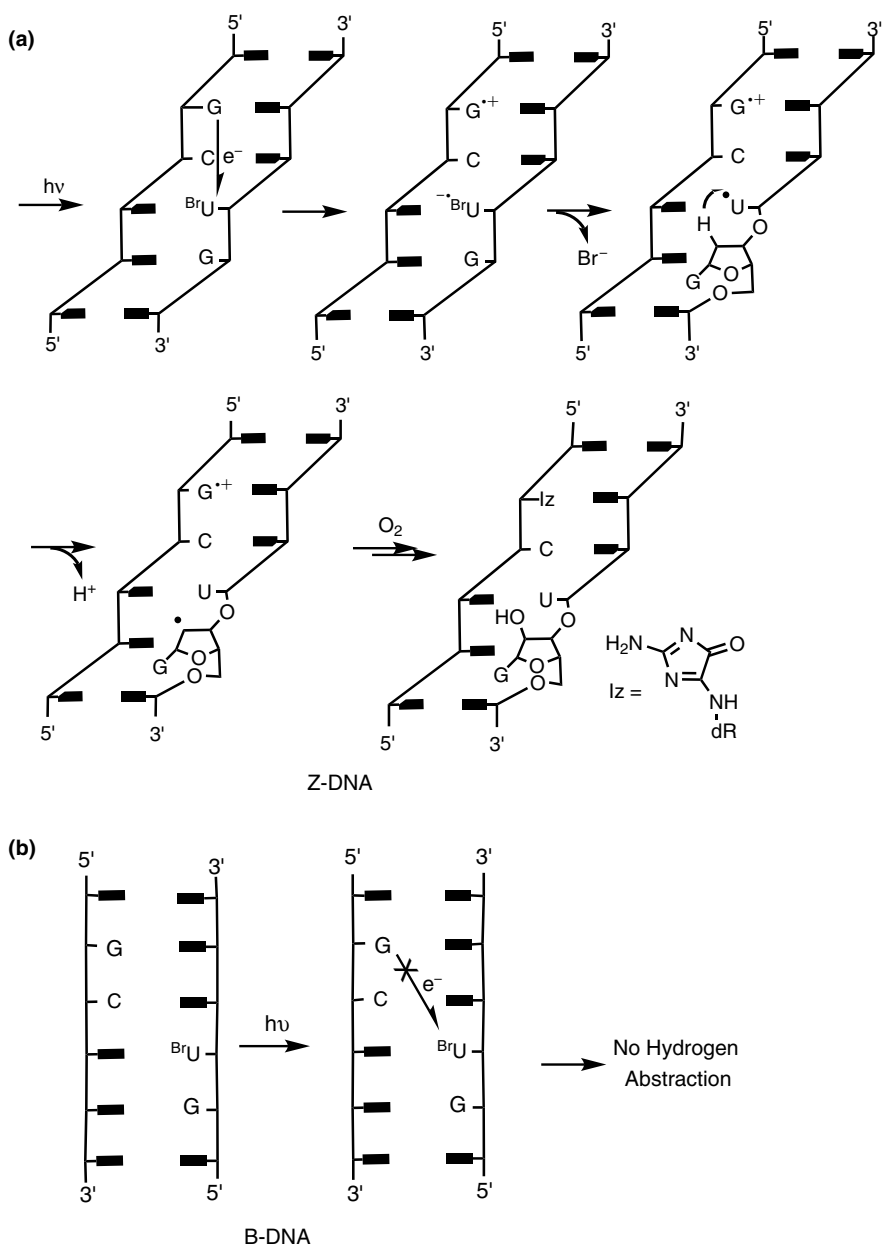 (a)
5' 3' 5' 3' 5' 3'
G G•+ G•+
C e⁻ C C
hν BrU −•BrU − • U
H O
G G Br⁻ O
G O
5' 3' 5' 3' 5' 3'
5' 3' 5' 3'
G•+ Iz
C O₂ C
H⁺ U O U O
• HO
O O H₂N N O
G O G O N
Iz = NH
5' 3' 5' 3' dR
Z-DNA
(b)
5' 3' 5' 3'
G G
C C e⁻
hυ
BrU BrU No Hydrogen
Abstraction
G G
3' 5' 3' 5'
B-DNA